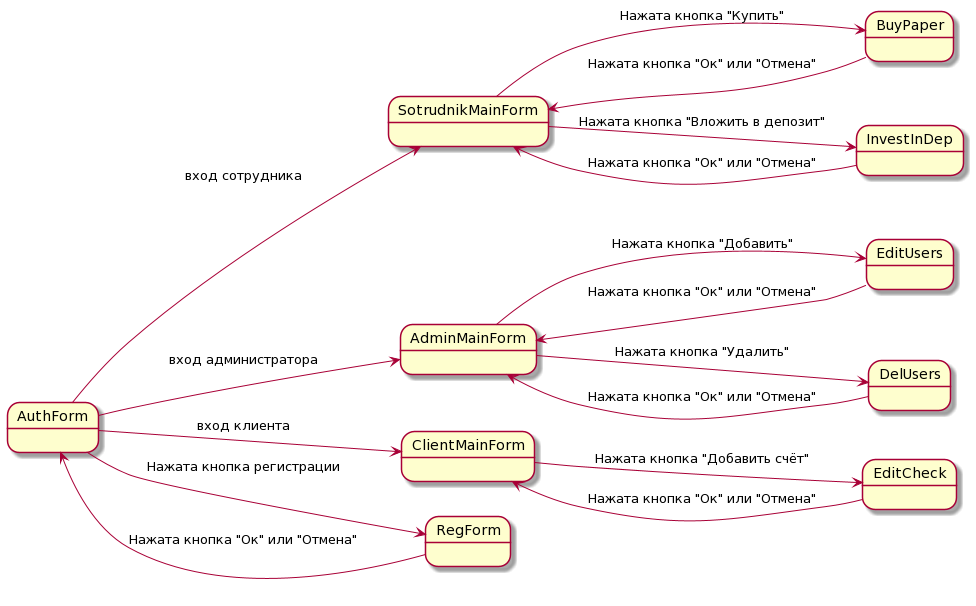 Нажата кнопка "Купить"
BuyPaper
Нажата кнопка "Ок" или "Отмена"
SotrudnikMainForm
Нажата кнопка "Вложить в депозит"
InvestInDep
Нажата кнопка "Ок" или "Отмена"
вход сотрудника
Нажата кнопка "Добавить"
EditUsers
Нажата кнопка "Ок" или "Отмена"
AdminMainForm
Нажата кнопка "Удалить"
вход администратора
DelUsers
Нажата кнопка "Ок" или "Отмена"
AuthForm
вход клиента
ClientMainForm
Нажата кнопка "Добавить счёт"
EditCheck
Нажата кнопка регистрации
Нажата кнопка "Ок" или "Отмена"
RegForm
Нажата кнопка "Ок" или "Отмена"